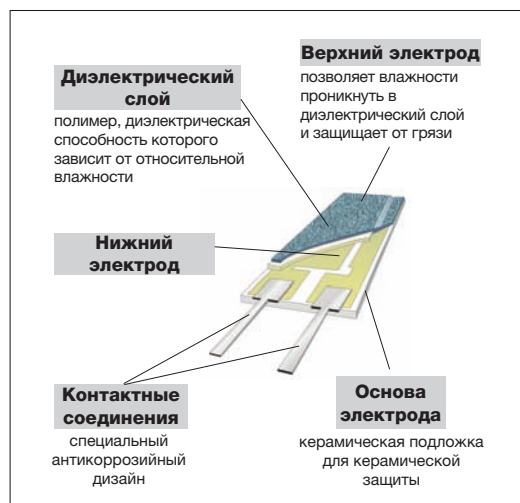 Верхний электрод
позволяет влажности
проникнуть в
диэлектрический слой
и защищает от грязи
Диэлектрический
слой
полимер, диэлектрическая
способность которого
зависит от относительной
влажности
Нижний
электрод
Контактные
соединения
специальный
антикоррозийный
дизайн
Основа
электрода
керамическая подложка
для керамической
защиты